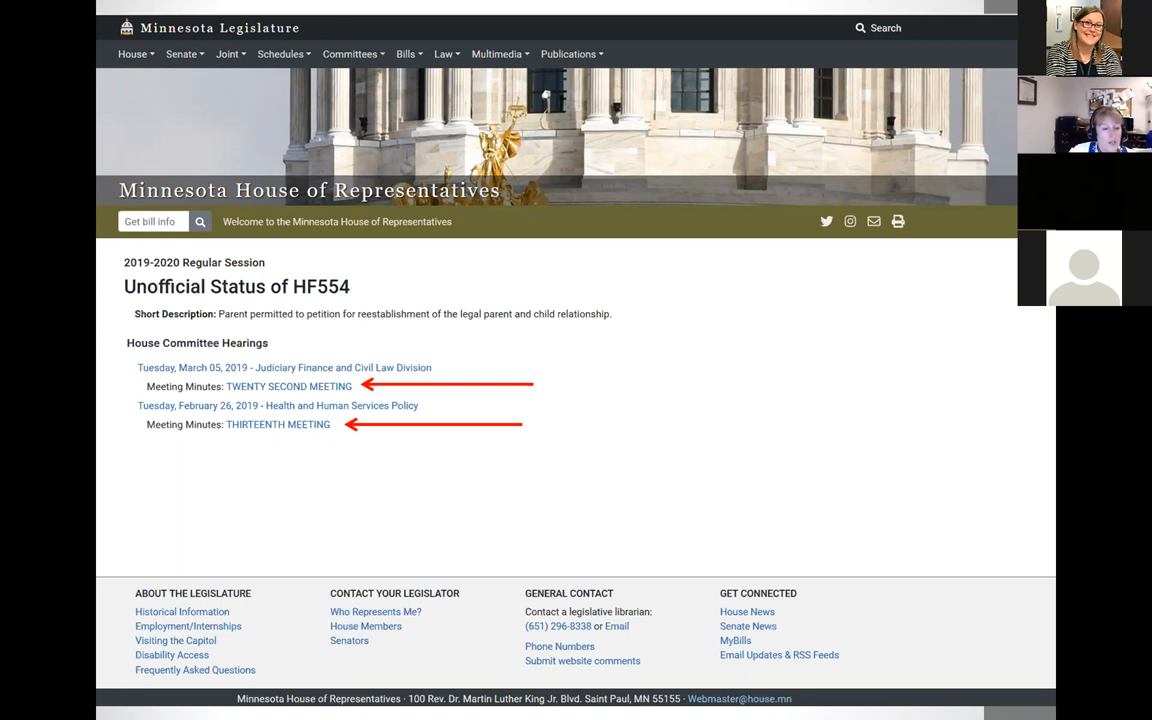 Minnesota Legislature
Search
House Senate Joint Schedules Committees Bills Law Multimedia Publications
Minnesota House of Representatives
Get bill info
Welcome to the Minnesota House of Representatives
2019-2020 Regular Session
Unofficial Status of HF554
Short Description: Parent permitted to petition for reestablishment of the legal parent and child relationship.
House Committee Hearings
Tuesday, March 05, 2019 - Judiciary Finance and Civil Law Division
Meeting Minutes: TWENTY SECOND MEETING
Tuesday, February 26, 2019 - Health and Human Services Policy
Meeting Minutes: THIRTEENTH MEETING
ABOUT THE LEGISLATURE
Historical Information
Employment/Internships
Visiting the Capitol
Disability Access
Frequently Asked Questions
CONTACT YOUR LEGISLATOR
Who Represents Me?
House Members
Senators
GENERAL CONTACT
Contact a legislative librarian:
(651) 296-8338 or Email
Phone Numbers
Submit website comments
GET CONNECTED
House News
Senate News
MyBills
Email Updates & RSS Feeds
Minnesota House of Representatives · 100 Rev. Dr. Martin Luther King Jr. Blvd. Saint Paul, MN 55155 - Webmaster@house.mn